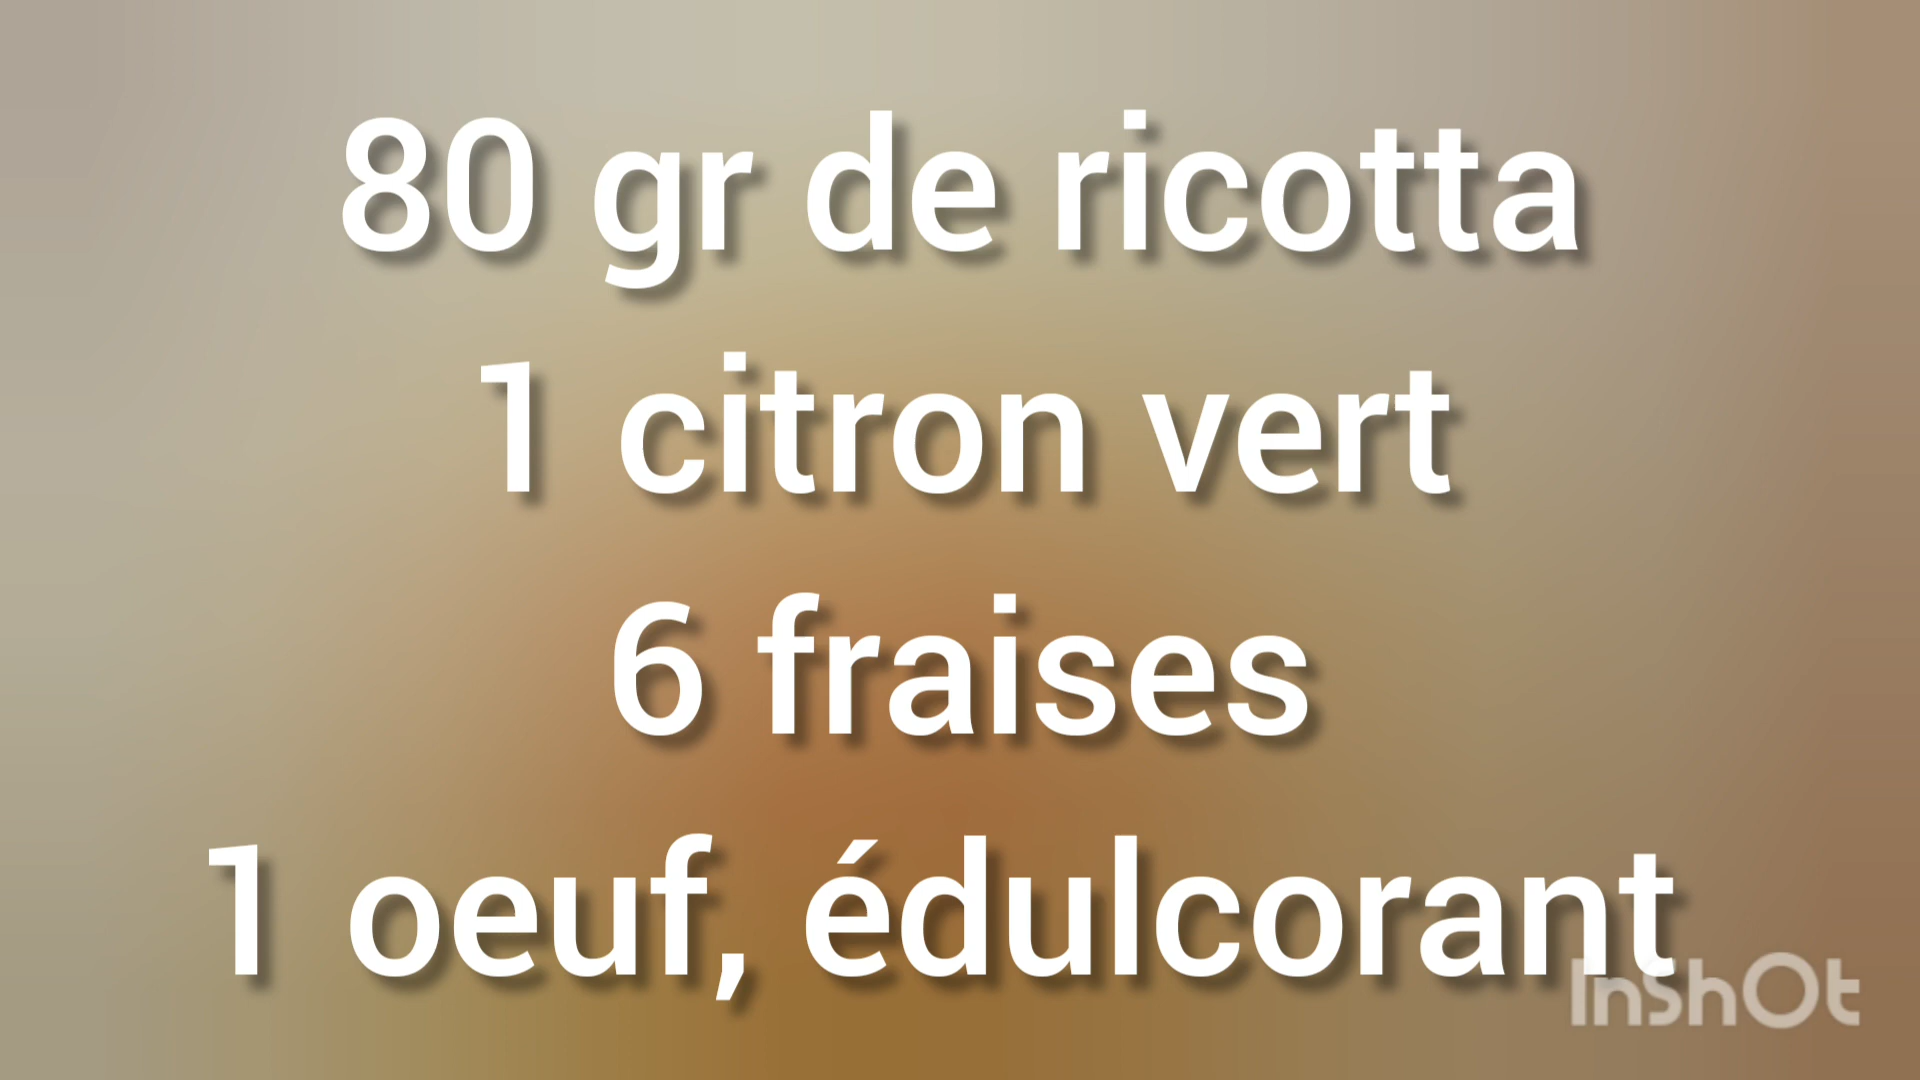 80 gr de ricotta
1 citron vert
6 fraises
1 oeuf, édulcorant
InShOt